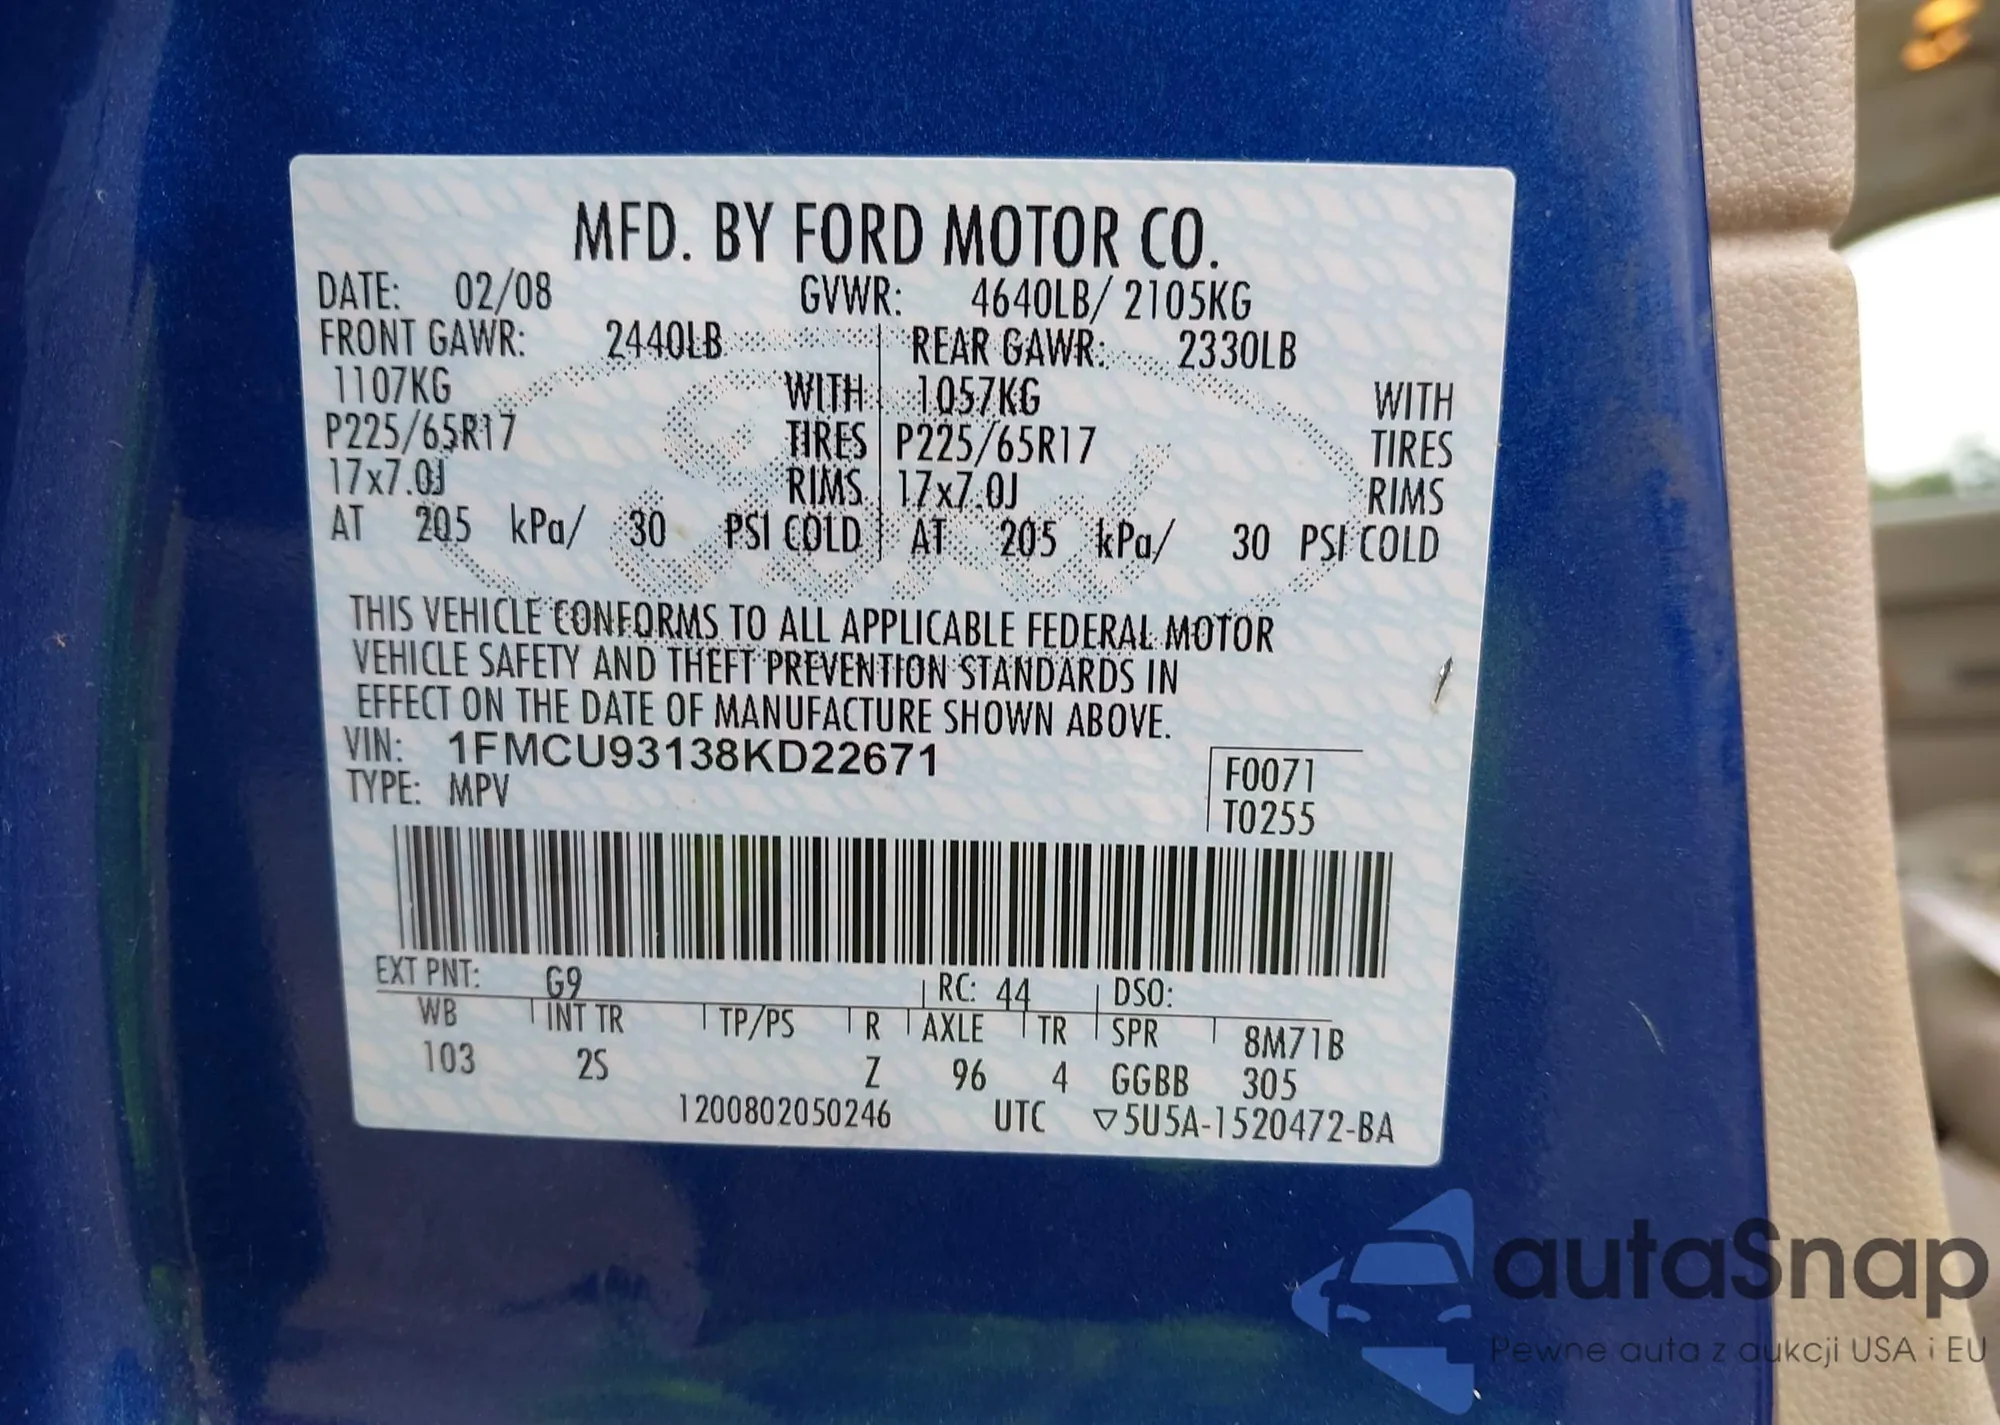 MFD. BY FORD MOTOR CO.
DATE: 02/08 GVWR: 4640LB/ 2105KG
FRONT GAWR: 2440LB REAR GAWR: 2330LB
1107KG WITH 1057KG WITH
P225/65R17 TIRES P225/65R17 TIRES
17x7.0J RIMS 17x7.0J RIMS
AT 205 kPa/ 30 PSI COLD AT 205 kPa/ 30 PSI COLD
THIS VEHICLE CONFORMS TO ALL APPLICABLE FEDERAL MOTOR
VEHICLE SAFETY AND THEFT PREVENTION STANDARDS IN
EFFECT ON THE DATE OF MANUFACTURE SHOWN ABOVE.
VIN: 1FMCU93138KD22671
TYPE: MPV
F0071
T0255
EXT PNT: G9 RC: 44 DSO:
WB INT TR TP/PS R AXLE TR SPR 8M71B
103 2S Z 96 4 GGBB 305
1200802050246 UTC ▽5U5A-1520472-BA
autaSnap
Pewne auta z aukcji USA i EU